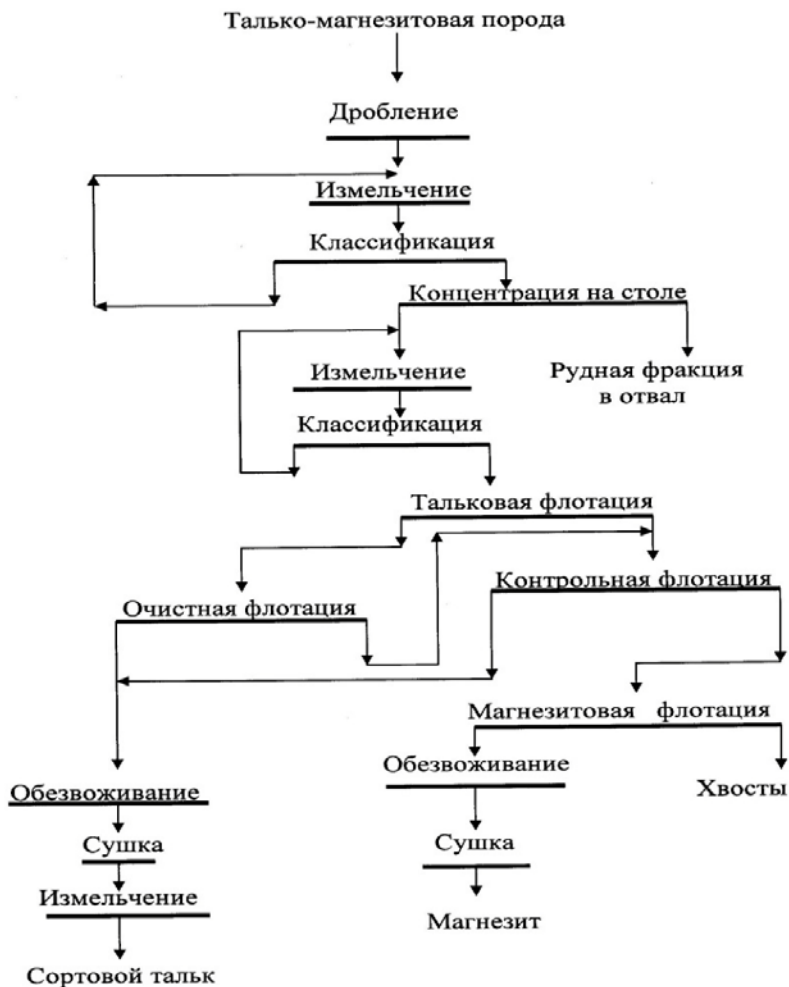 Талько-магнезитовая порода
Дробление
Измельчение
Классификация
Концентрация на столе
Измельчение
Рудная фракция
в отвал
Классификация
Тальковая флотация
Контрольная флотация
Очистная флотация
Магнезитовая флотация
Обезвоживание
Хвосты
Обезвоживание
Сушка
Сушка
Измельчение
Магнезит
Сортовой тальк